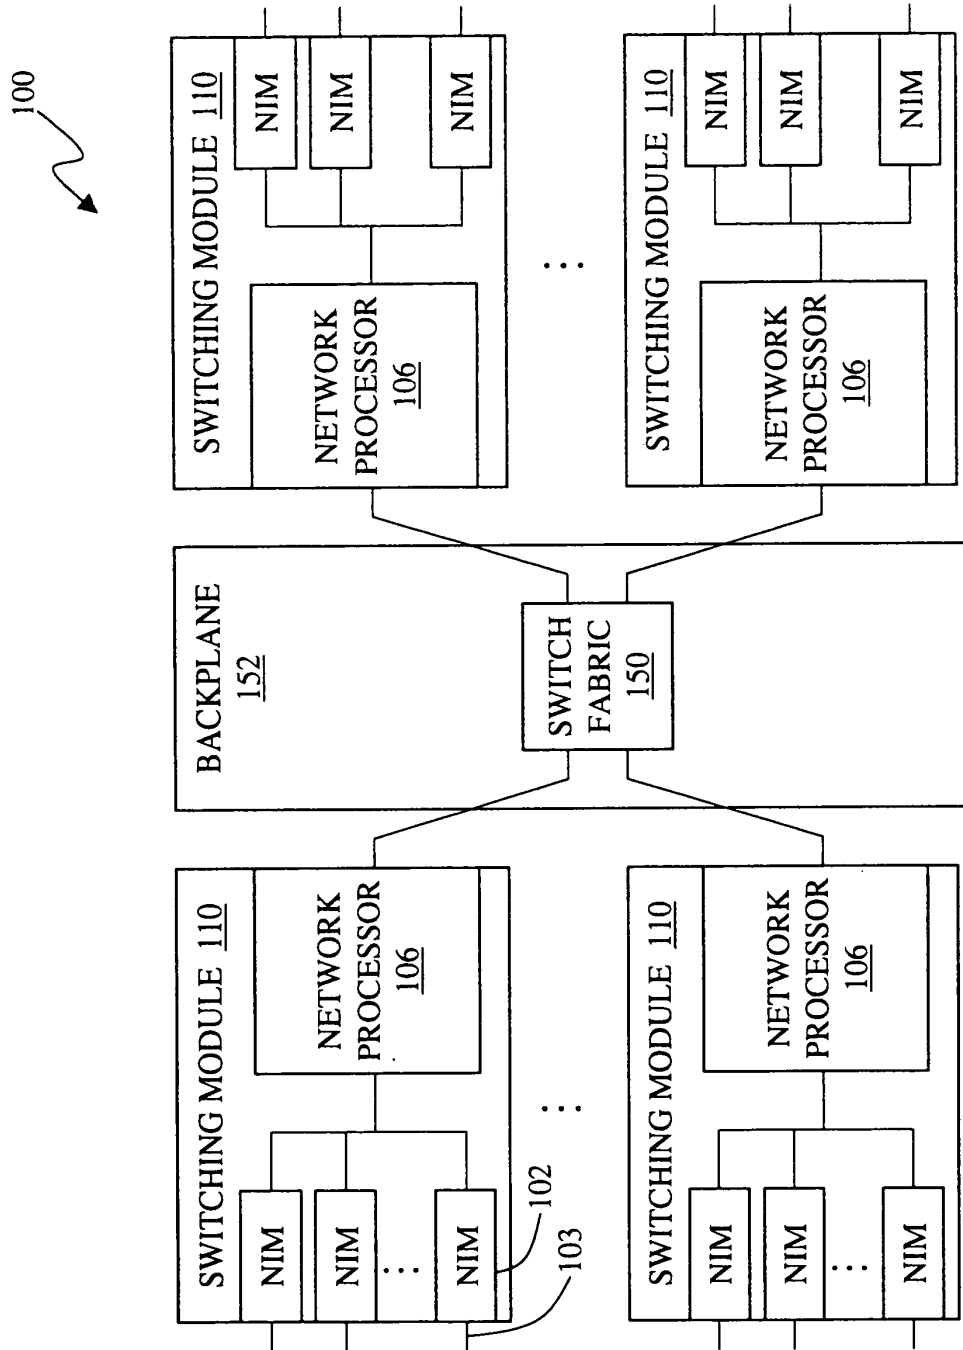 100
SWITCHING MODULE 110
NIM
NIM
NIM
NETWORK
PROCESSOR
106
...
SWITCHING MODULE 110
NIM
NIM
NIM
NETWORK
PROCESSOR
106
BACKPLANE
152
SWITCH
FABRIC
150
SWITCHING MODULE 110
NETWORK
PROCESSOR
106
NIM
NIM
...
NIM
102
103
...
SWITCHING MODULE 110
NETWORK
PROCESSOR
106
NIM
NIM
...
NIM